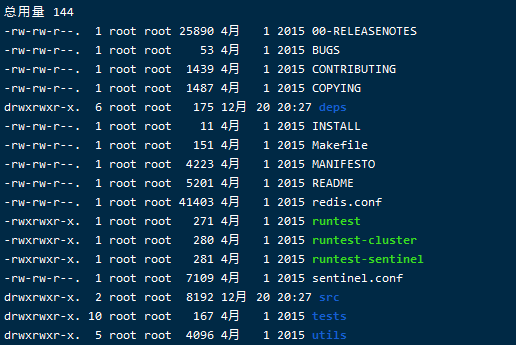 总用量 144
-rw-rw-r--.  1 root root 25890 4月   1 2015 00-RELEASENOTES
-rw-rw-r--.  1 root root    53 4月   1 2015 BUGS
-rw-rw-r--.  1 root root  1439 4月   1 2015 CONTRIBUTING
-rw-rw-r--.  1 root root  1487 4月   1 2015 COPYING
drwxrwxr-x.  6 root root   175 12月 20 20:27 deps
-rw-rw-r--.  1 root root    11 4月   1 2015 INSTALL
-rw-rw-r--.  1 root root   151 4月   1 2015 Makefile
-rw-rw-r--.  1 root root  4223 4月   1 2015 MANIFESTO
-rw-rw-r--.  1 root root  5201 4月   1 2015 README
-rw-rw-r--.  1 root root 41403 4月   1 2015 redis.conf
-rwxrwxr-x.  1 root root   271 4月   1 2015 runtest
-rwxrwxr-x.  1 root root   280 4月   1 2015 runtest-cluster
-rwxrwxr-x.  1 root root   281 4月   1 2015 runtest-sentinel
-rw-rw-r--.  1 root root  7109 4月   1 2015 sentinel.conf
drwxrwxr-x.  2 root root  8192 12月 20 20:27 src
drwxrwxr-x. 10 root root   167 4月   1 2015 tests
drwxrwxr-x.  5 root root  4096 4月   1 2015 utils